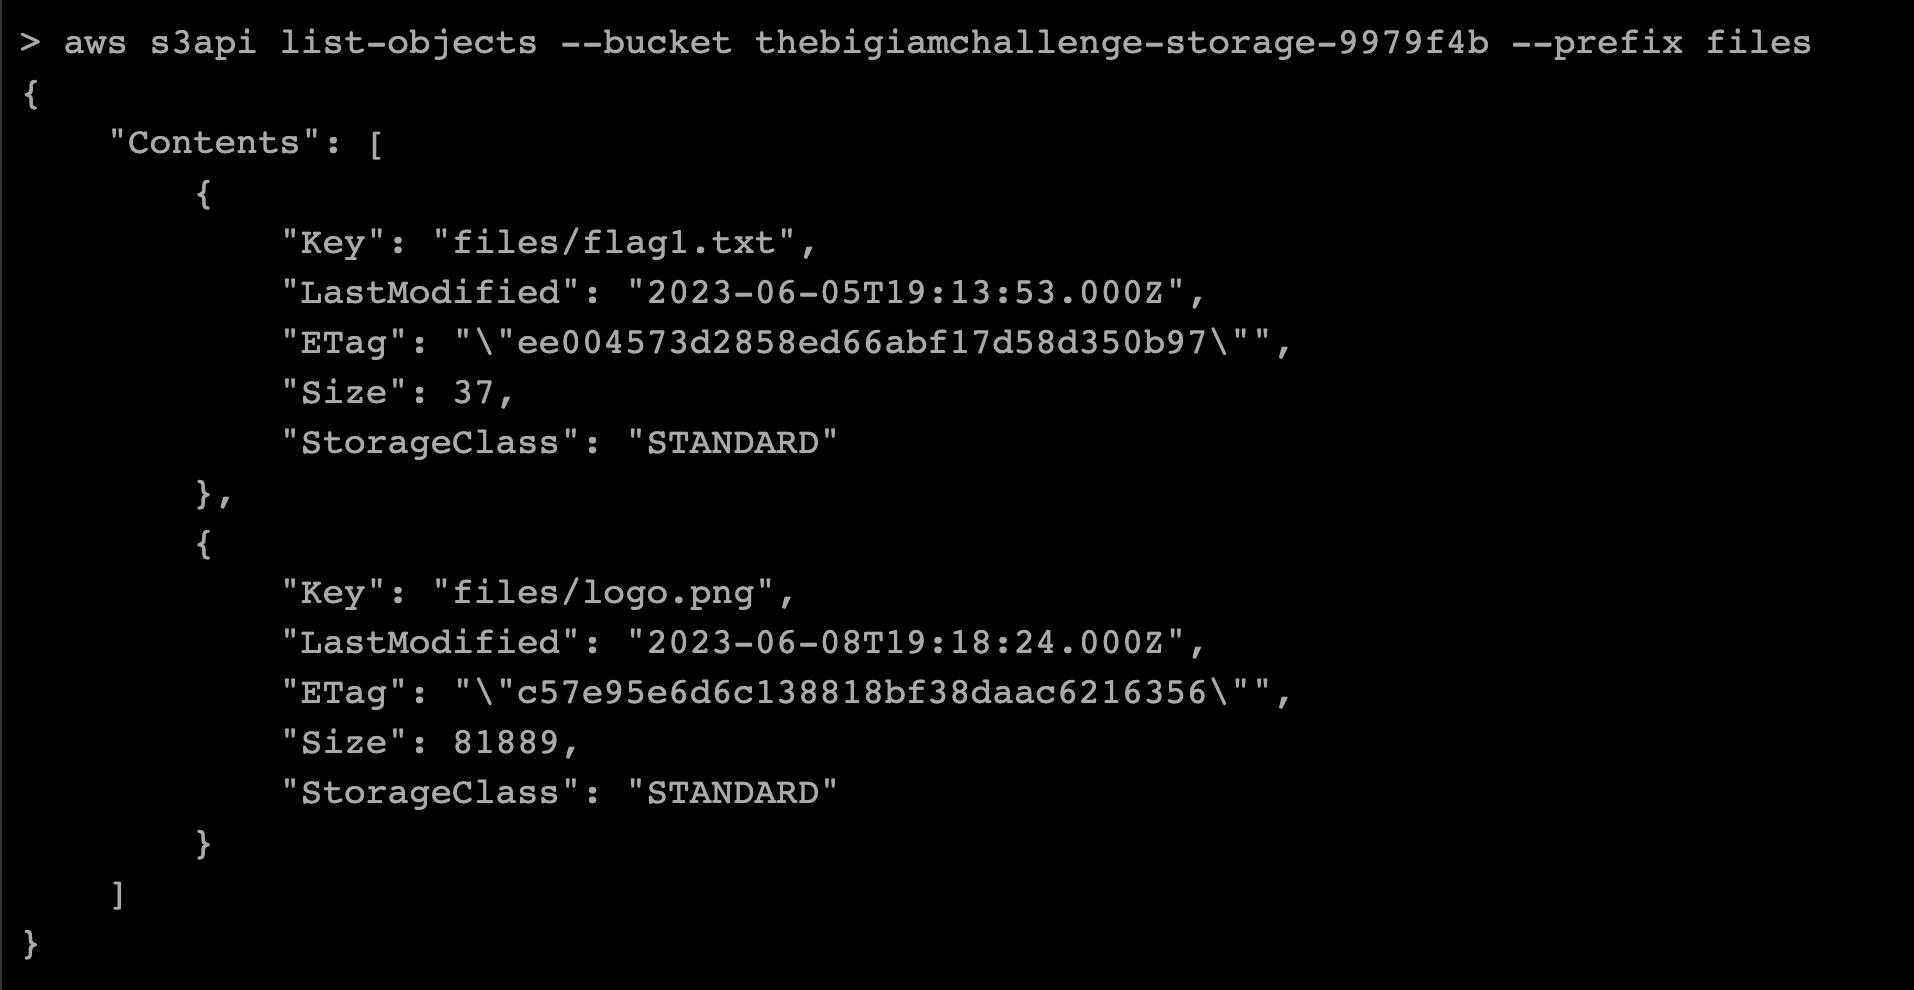 > aws s3api list-objects --bucket thebigiamchallenge-storage-9979f4b --prefix files
{
    "Contents": [
        {
            "Key": "files/flag1.txt",
            "LastModified": "2023-06-05T19:13:53.000Z",
            "ETag": "\"ee004573d2858ed66abf17d58d350b97\"",
            "Size": 37,
            "StorageClass": "STANDARD"
        },
        {
            "Key": "files/logo.png",
            "LastModified": "2023-06-08T19:18:24.000Z",
            "ETag": "\"c57e95e6d6c138818bf38daac6216356\"",
            "Size": 81889,
            "StorageClass": "STANDARD"
        }
    ]
}